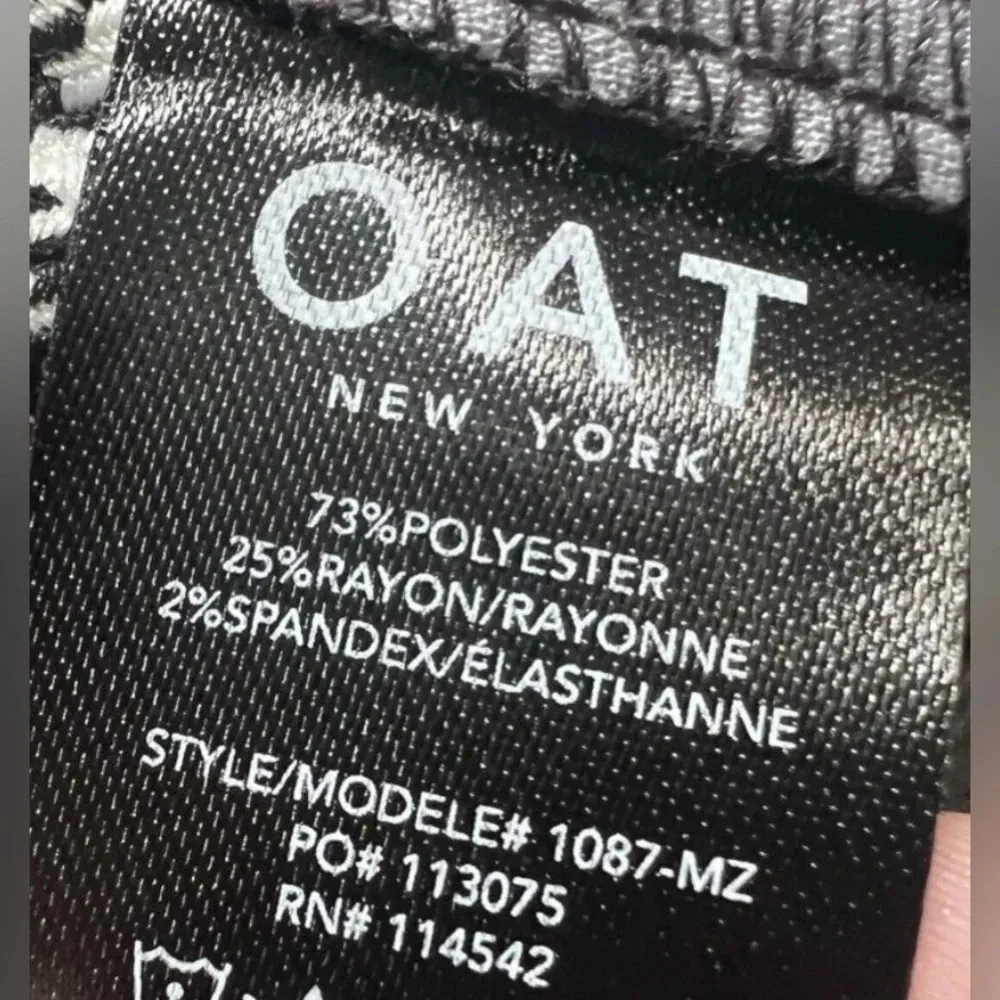 OAT
NEW YORK
73%POLYESTER
25%RAYON/RAYONNE
2%SPANDEX/ÉLASTHANNE
STYLE/MODELE# 1087-MZ
PO# 113075
RN# 114542